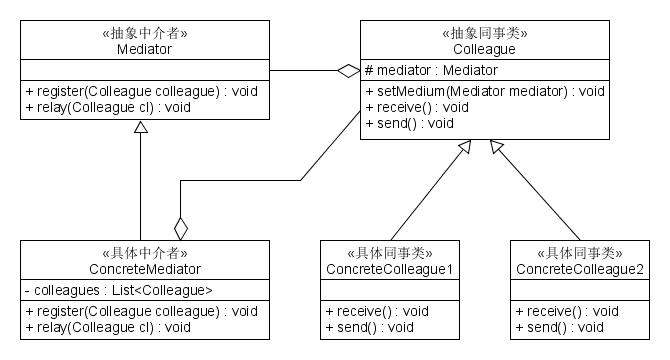 «抽象中介者»
Mediator
+ register(Colleague colleague) : void
+ relay(Colleague cl) : void
«抽象同事类»
Colleague
# mediator : Mediator
+ setMedium(Mediator mediator) : void
+ receive() : void
+ send() : void
«具体中介者»
ConcreteMediator
- colleagues : List<Colleague>
+ register(Colleague colleague) : void
+ relay(Colleague cl) : void
«具体同事类»
ConcreteColleague1
+ receive() : void
+ send() : void
«具体同事类»
ConcreteColleague2
+ receive() : void
+ send() : void